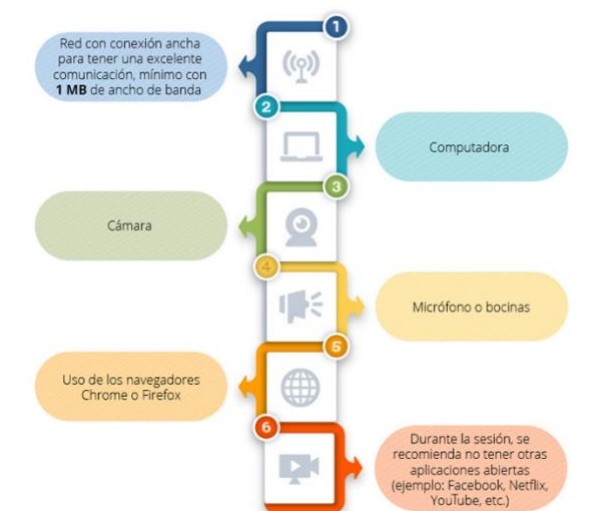 1
Red con conexión ancha
para tener una excelente
comunicación, mínimo con
1 MB de ancho de banda
2
Computadora
3
Cámara
4
Micrófono o bocinas
5
Uso de los navegadores
Chrome o Firefox
6
Durante la sesión, se
recomienda no tener otras
aplicaciones abiertas
(ejemplo: Facebook, Netflix,
YouTube, etc.)